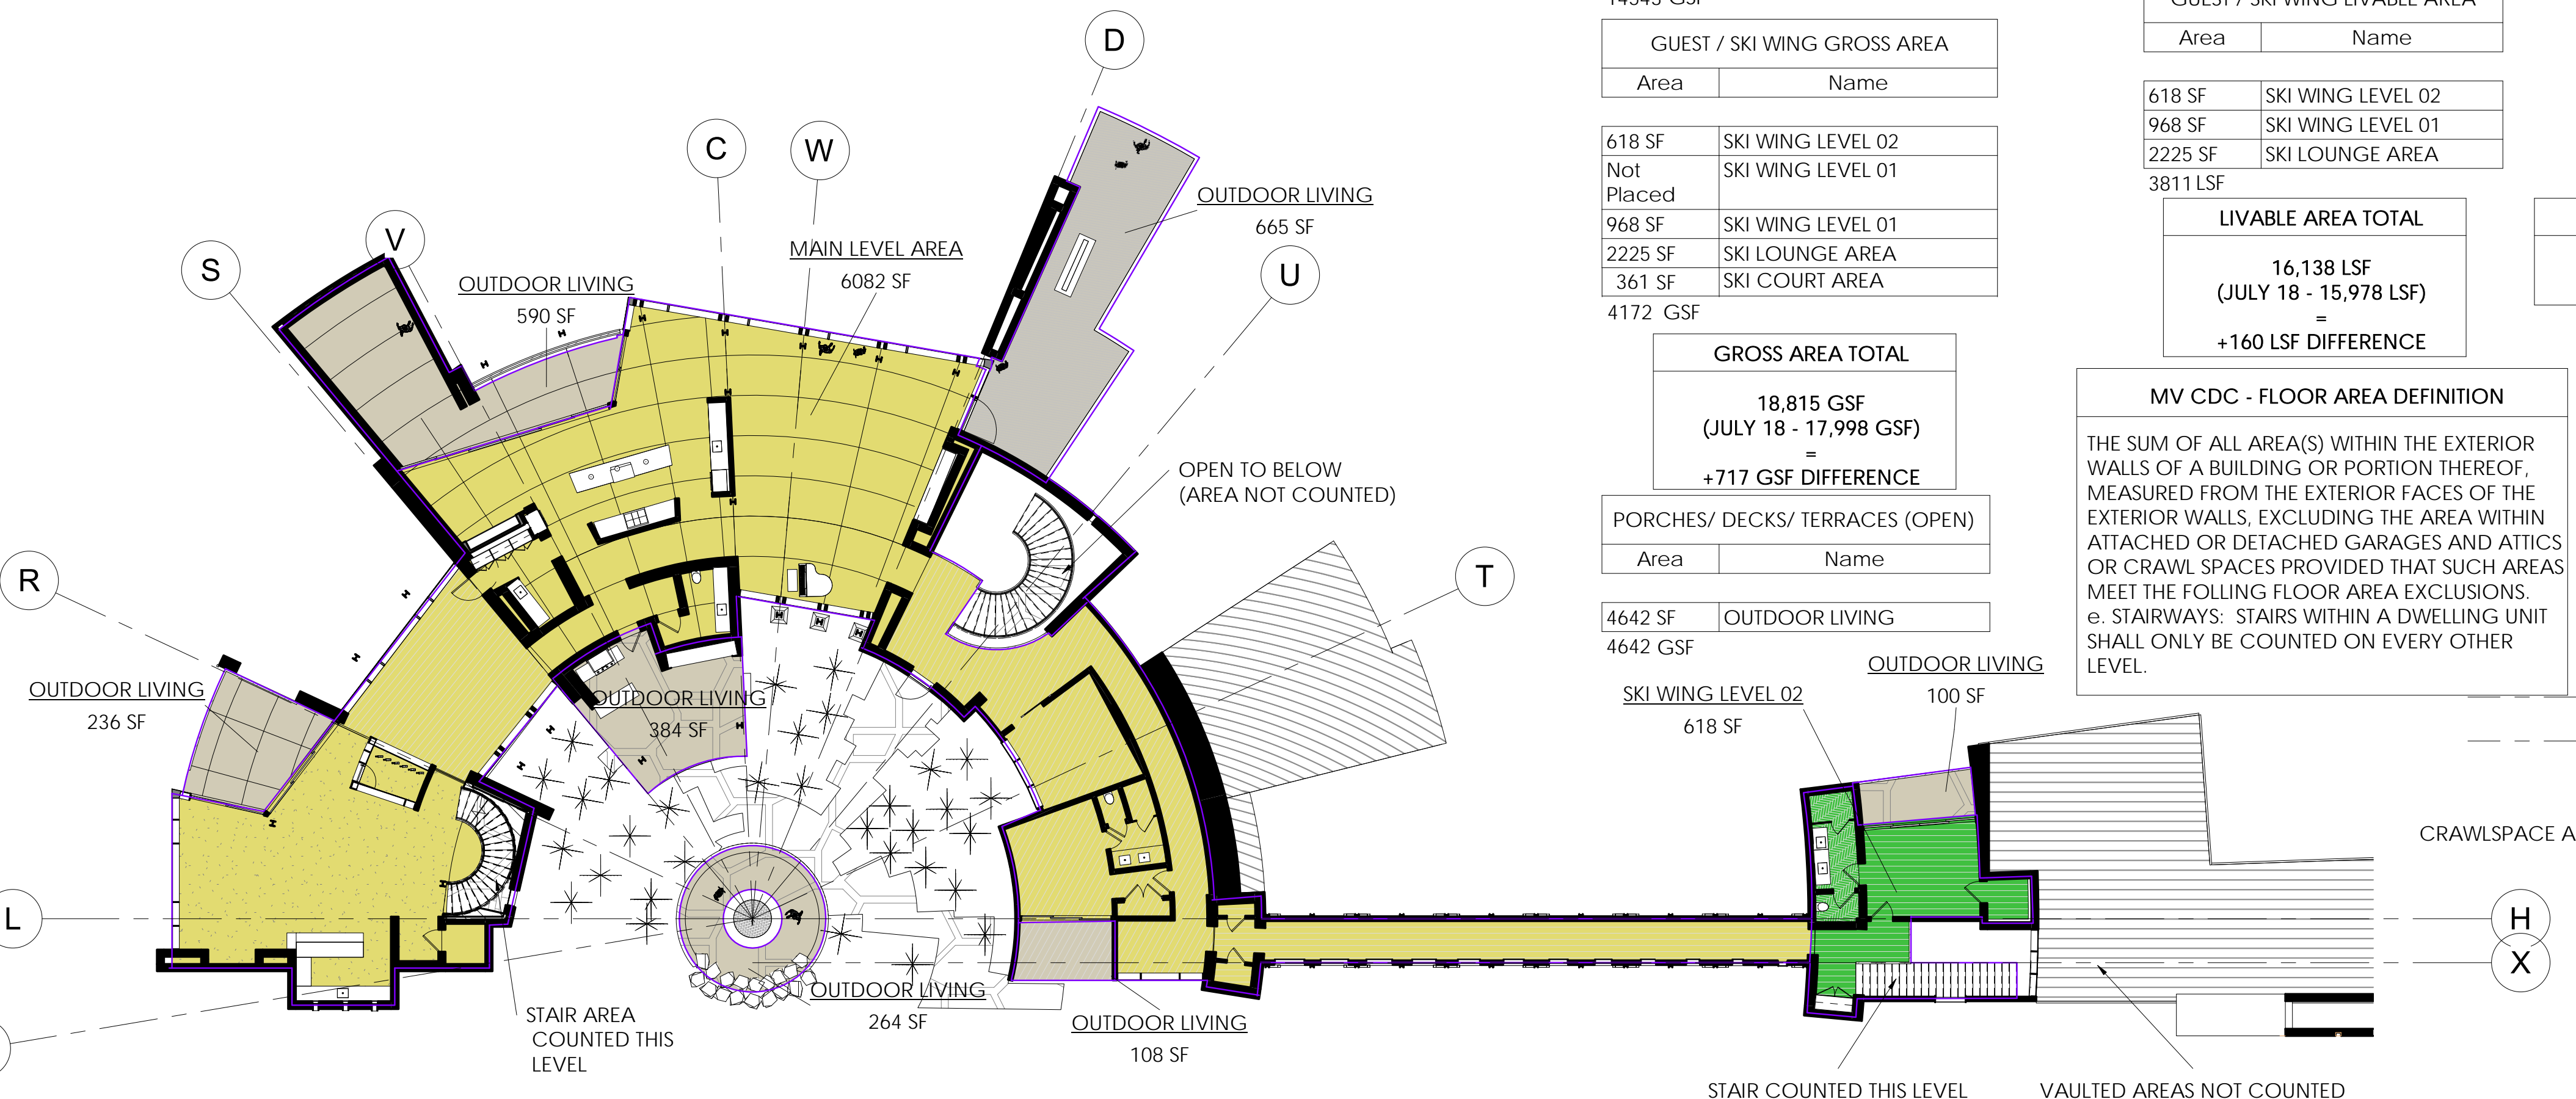 D
C
W
V
S
U
T
R
L
H
X
OUTDOOR LIVING
665 SF
MAIN LEVEL AREA
6082 SF
OUTDOOR LIVING
590 SF
OPEN TO BELOW
(AREA NOT COUNTED)
OUTDOOR LIVING
236 SF
OUTDOOR LIVING
384 SF
OUTDOOR LIVING
264 SF
OUTDOOR LIVING
108 SF
STAIR AREA
COUNTED THIS
LEVEL
GUEST / SKI WING GROSS AREA
Area Name
618 SF SKI WING LEVEL 02
Not
Placed SKI WING LEVEL 01
968 SF SKI WING LEVEL 01
2225 SF SKI LOUNGE AREA
361 SF SKI COURT AREA
4172 GSF
GROSS AREA TOTAL
18,815 GSF
(JULY 18 - 17,998 GSF)
=
+717 GSF DIFFERENCE
PORCHES/ DECKS/ TERRACES (OPEN)
Area Name
4642 SF OUTDOOR LIVING
4642 GSF
GUEST / SKI WING LIVABLE AREA
Area Name
618 SF SKI WING LEVEL 02
968 SF SKI WING LEVEL 01
2225 SF SKI LOUNGE AREA
3811 LSF
LIVABLE AREA TOTAL
16,138 LSF
(JULY 18 - 15,978 LSF)
=
+160 LSF DIFFERENCE
MV CDC - FLOOR AREA DEFINITION
THE SUM OF ALL AREA(S) WITHIN THE EXTERIOR
WALLS OF A BUILDING OR PORTION THEREOF,
MEASURED FROM THE EXTERIOR FACES OF THE
EXTERIOR WALLS, EXCLUDING THE AREA WITHIN
ATTACHED OR DETACHED GARAGES AND ATTICS
OR CRAWL SPACES PROVIDED THAT SUCH AREAS
MEET THE FOLLING FLOOR AREA EXCLUSIONS.
e. STAIRWAYS: STAIRS WITHIN A DWELLING UNIT
SHALL ONLY BE COUNTED ON EVERY OTHER
LEVEL.
OUTDOOR LIVING
100 SF
SKI WING LEVEL 02
618 SF
CRAWLSPACE A
STAIR COUNTED THIS LEVEL
VAULTED AREAS NOT COUNTED